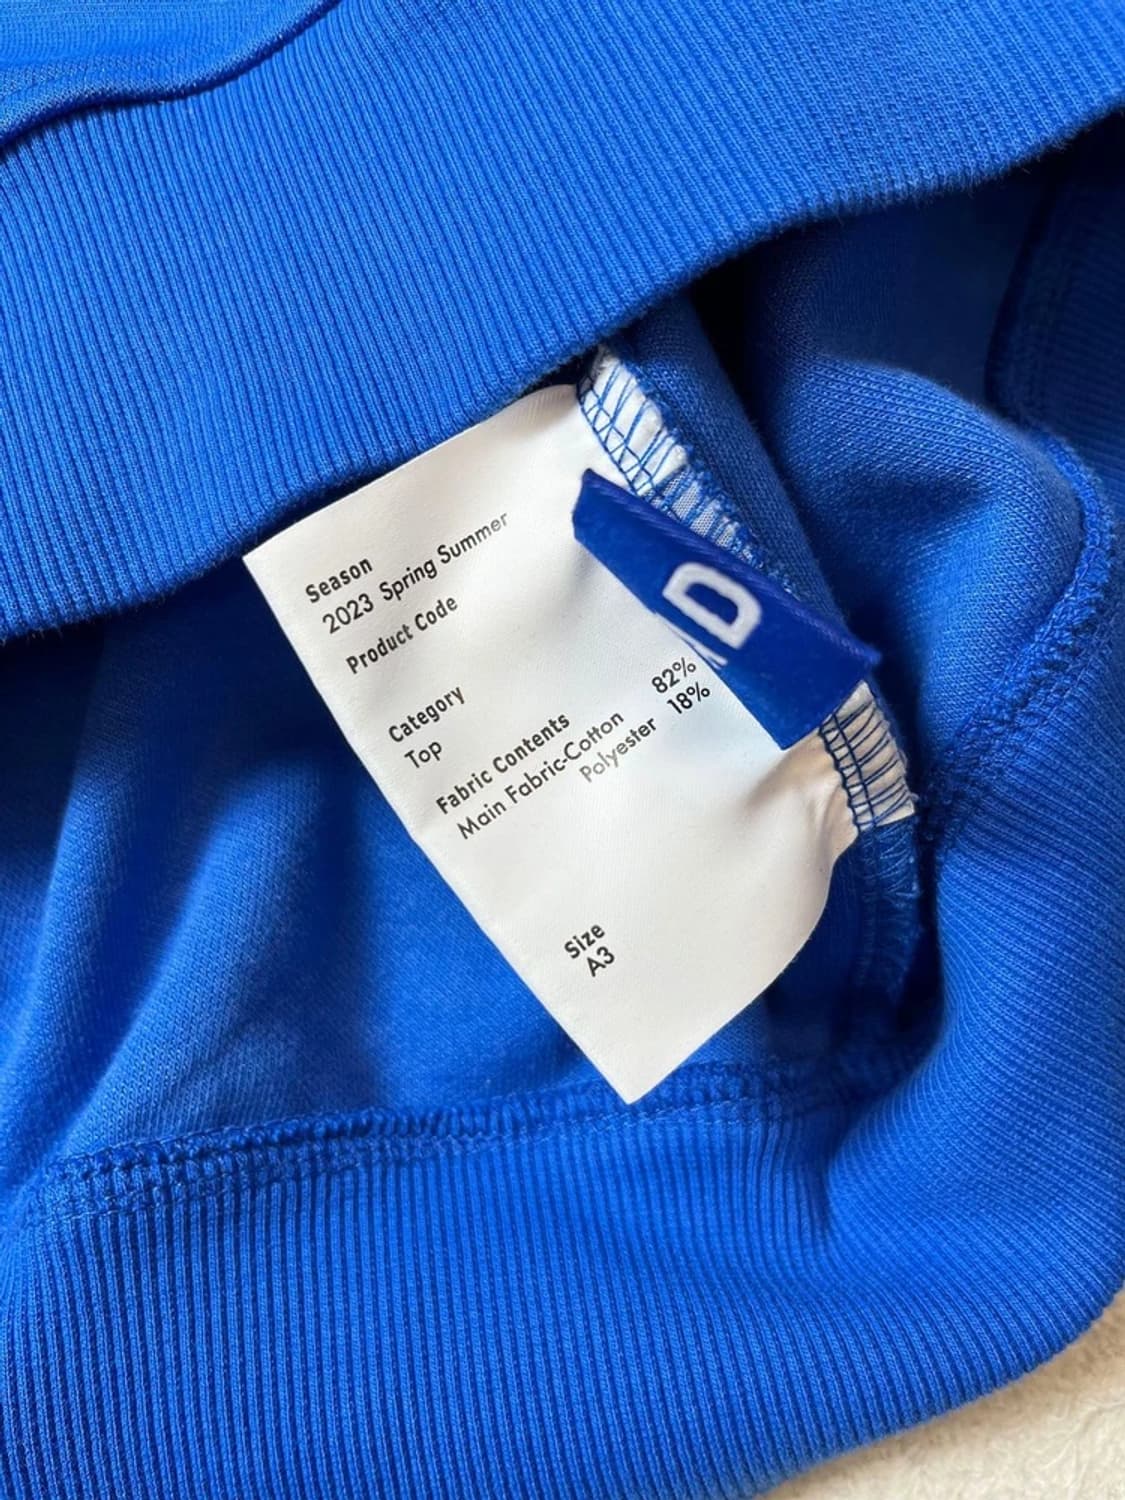 Season
2023 Spring Summer
Product Code
Category
Top
Fabric Contents
Main Fabric-Cotton 82%
Polyester 18%
Size
A3
D